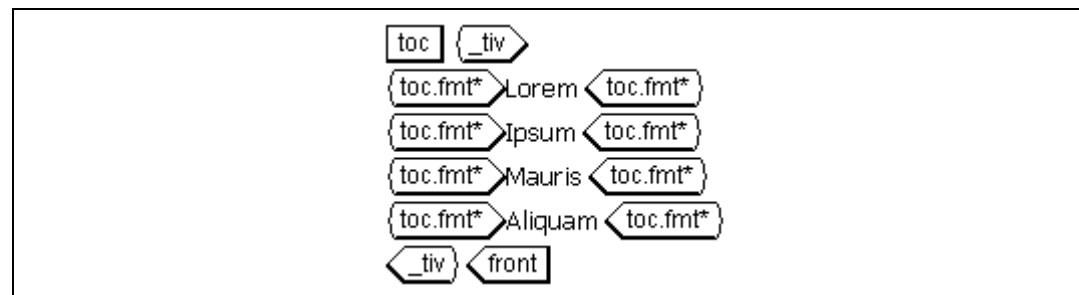 toc _tiv
toc.fmt* Lorem toc.fmt*
toc.fmt* Ipsum toc.fmt*
toc.fmt* Mauris toc.fmt*
toc.fmt* Aliquam toc.fmt*
_tiv front